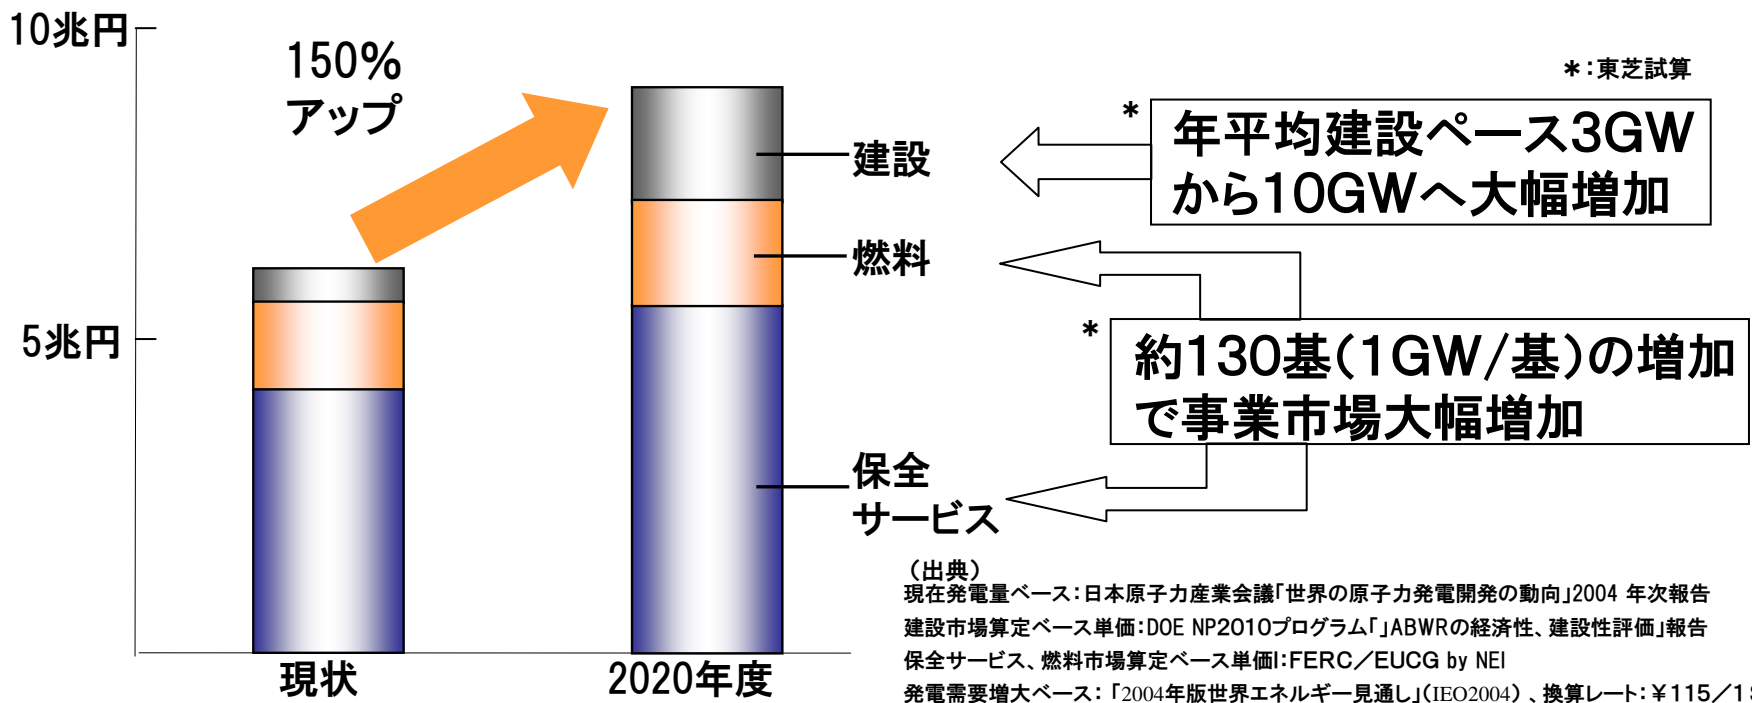 10兆円
150%
アップ
＊：東芝試算
＊
年平均建設ペース3GW
から10GWへ大幅増加
建設
燃料
5兆円
＊
約130基(1GW/基)の増加
で事業市場大幅増加
保全
サービス
現状
2020年度
（出典）
現在発電量ベース：日本原子力産業会議「世界の原子力発電開発の動向」2004 年次報告
建設市場算定ベース単価：DOE NP2010プログラム「」ABWRの経済性、建設性評価」報告
保全サービス、燃料市場算定ベース単価I：FERC／EUCG by NEI
発電需要増大ベース：「2004年版世界エネルギー見通し」(IEO2004) 、換算レート：￥115／1